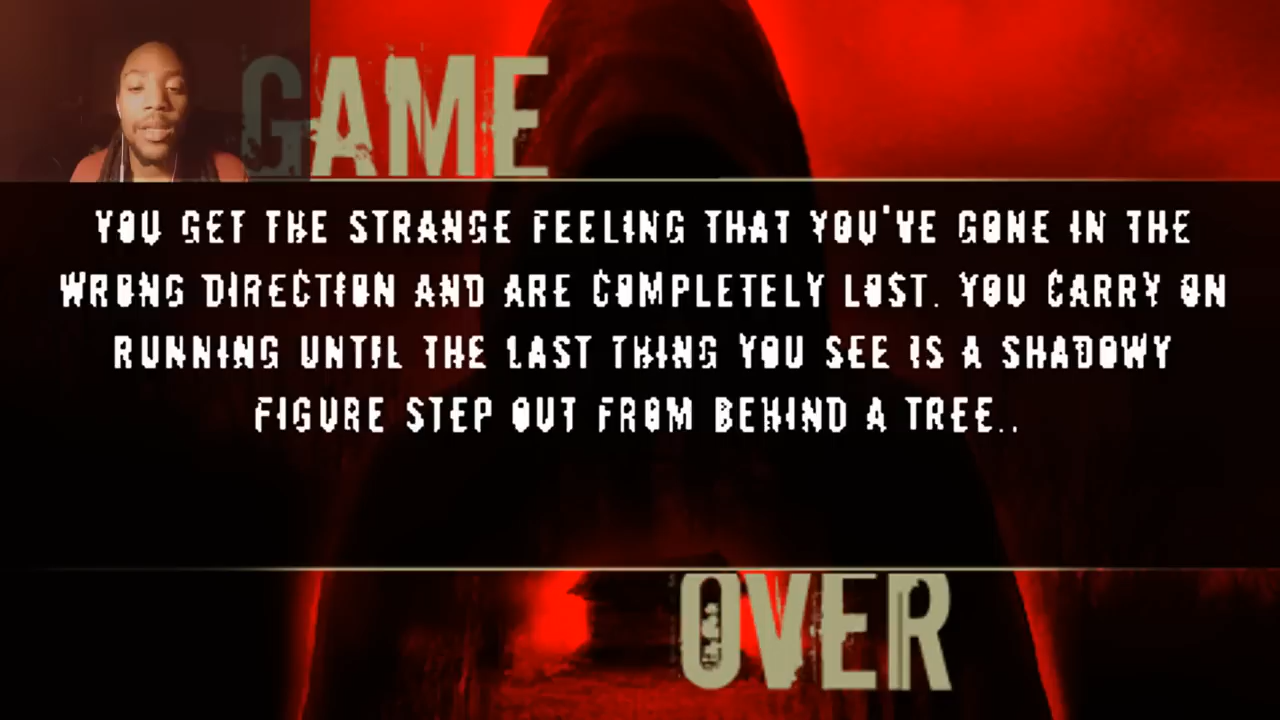 GAME
YOU GET THE STRANGE FEELING THAT YOU'VE GONE IN THE
WRONG DIRECTION AND ARE COMPLETELY LOST. YOU CARRY ON
RUNNING UNTIL THE LAST THING YOU SEE IS A SHADOWY
FIGURE STEP OUT FROM BEHIND A TREE..
OVER